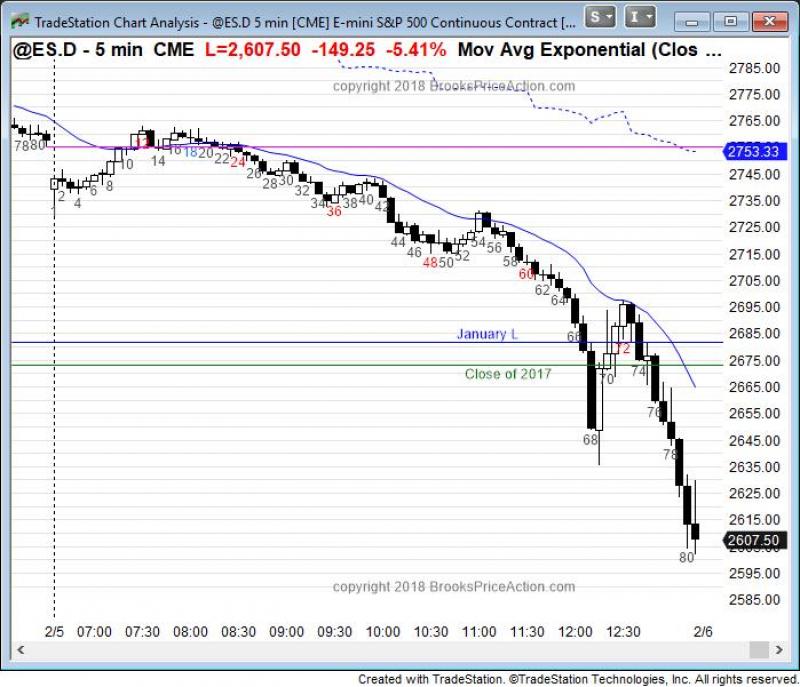 TradeStation Chart Analysis - @ES.D 5 min [CME] E-mini S&P 500 Continuous Contract [...
S I
@ES.D - 5 min CME L=2,607.50 -149.25 -5.41% Mov Avg Exponential (Clos ...
2785.00
copyright 2018 BrooksPriceAction.com
2775.00
2765.00
2753.33
2745.00
2735.00
2725.00
2715.00
2705.00
2695.00
2685.00
2675.00
2665.00
2655.00
2645.00
2635.00
2625.00
2615.00
2607.50
2595.00
2585.00
78 80 2 4 6 8 10 12 14 16 18 20 22 24 26 28 30 32 34 36 38 40 42 44 46 48 50 52 54 56 58 60 62 64 66 68 70 72 74 76 78 80
January L
Close of 2017
copyright 2018 BrooksPriceAction.com
2/5 07:00 07:30 08:00 08:30 09:00 09:30 10:00 10:30 11:00 11:30 12:00 12:30 2/6
Created with TradeStation. ©TradeStation Technologies, Inc. All rights reserved.